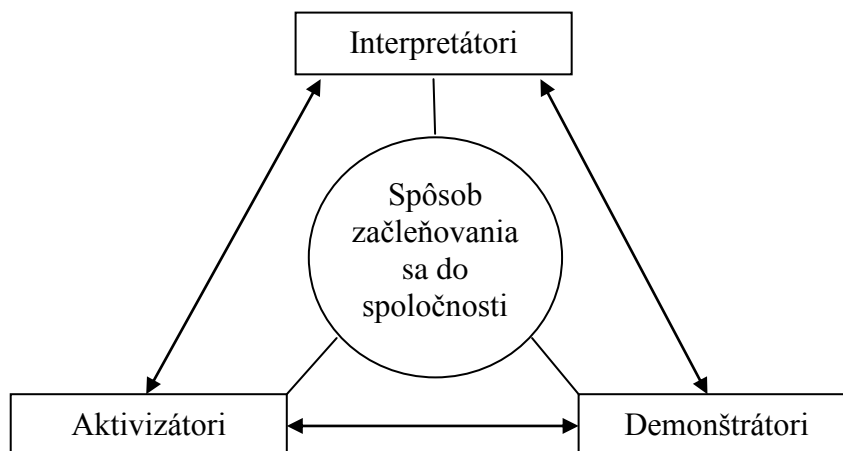 Interpretátori
Spôsob
začleňovania
sa do
spoločnosti
Aktivizátori
Demonštrátori